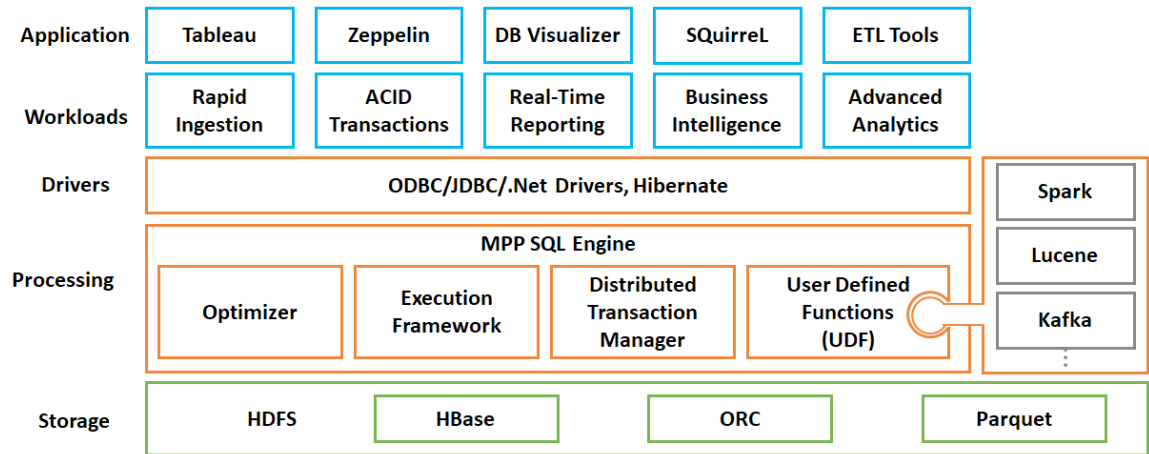 Application
Tableau
Zeppelin
DB Visualizer
SQuirreL
ETL Tools
Workloads
Rapid
Ingestion
ACID
Transactions
Real-Time
Reporting
Business
Intelligence
Advanced
Analytics
Drivers
ODBC/JDBC/.Net Drivers, Hibernate
Processing
MPP SQL Engine
Optimizer
Execution
Framework
Distributed
Transaction
Manager
User Defined
Functions
(UDF)
Spark
Lucene
Kafka
Storage
HDFS
HBase
ORC
Parquet